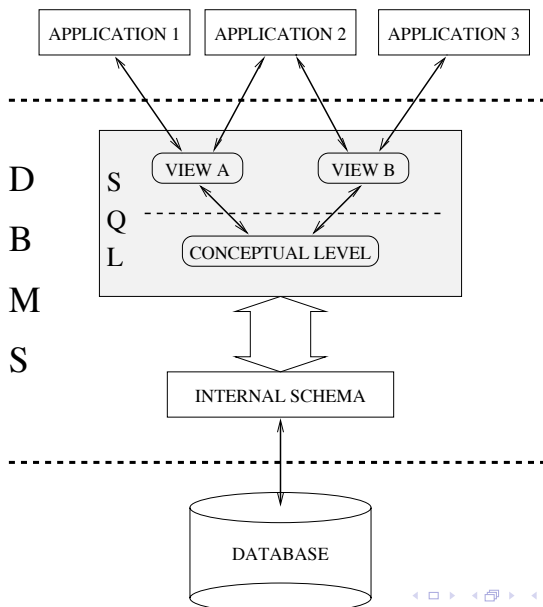 APPLICATION 1
APPLICATION 2
APPLICATION 3
D
B
M
S
S
Q
L
VIEW A
VIEW B
CONCEPTUAL LEVEL
INTERNAL SCHEMA
DATABASE